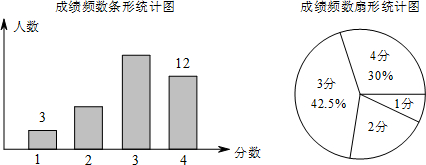 成绩频数条形统计图
人数
3
12
1 2 3 4 分数
成绩频数扇形统计图
4分
30%
3分
42.5%
1分
2分